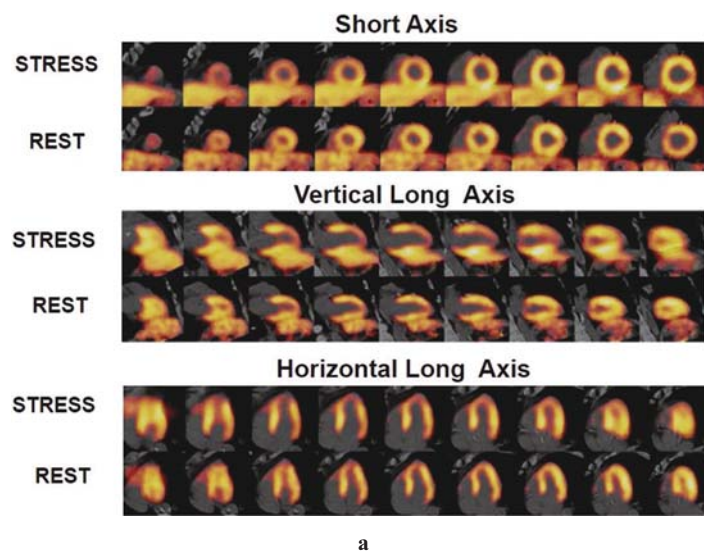 Short Axis
STRESS
REST
Vertical Long Axis
STRESS
REST
Horizontal Long Axis
STRESS
REST
a